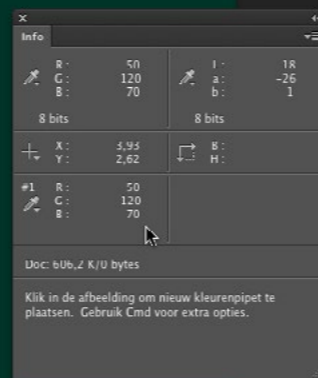 Info
R: 50
G: 120
B: 70
8 bits
L: 18
a: -26
b: 1
8 bits
X: 3,93
Y: 2,62
B:
H:
#1 R: 50
G: 120
B: 70
Doc: 606,2 K/0 bytes
Klik in de afbeelding om nieuw kleurenpipet te
plaatsen. Gebruik Cmd voor extra opties.